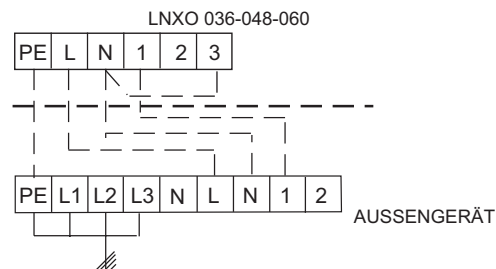 LNXO 036-048-060
PE L N 1 2 3
PE L1 L2 L3 N L N 1 2
AUSSENGERÄT